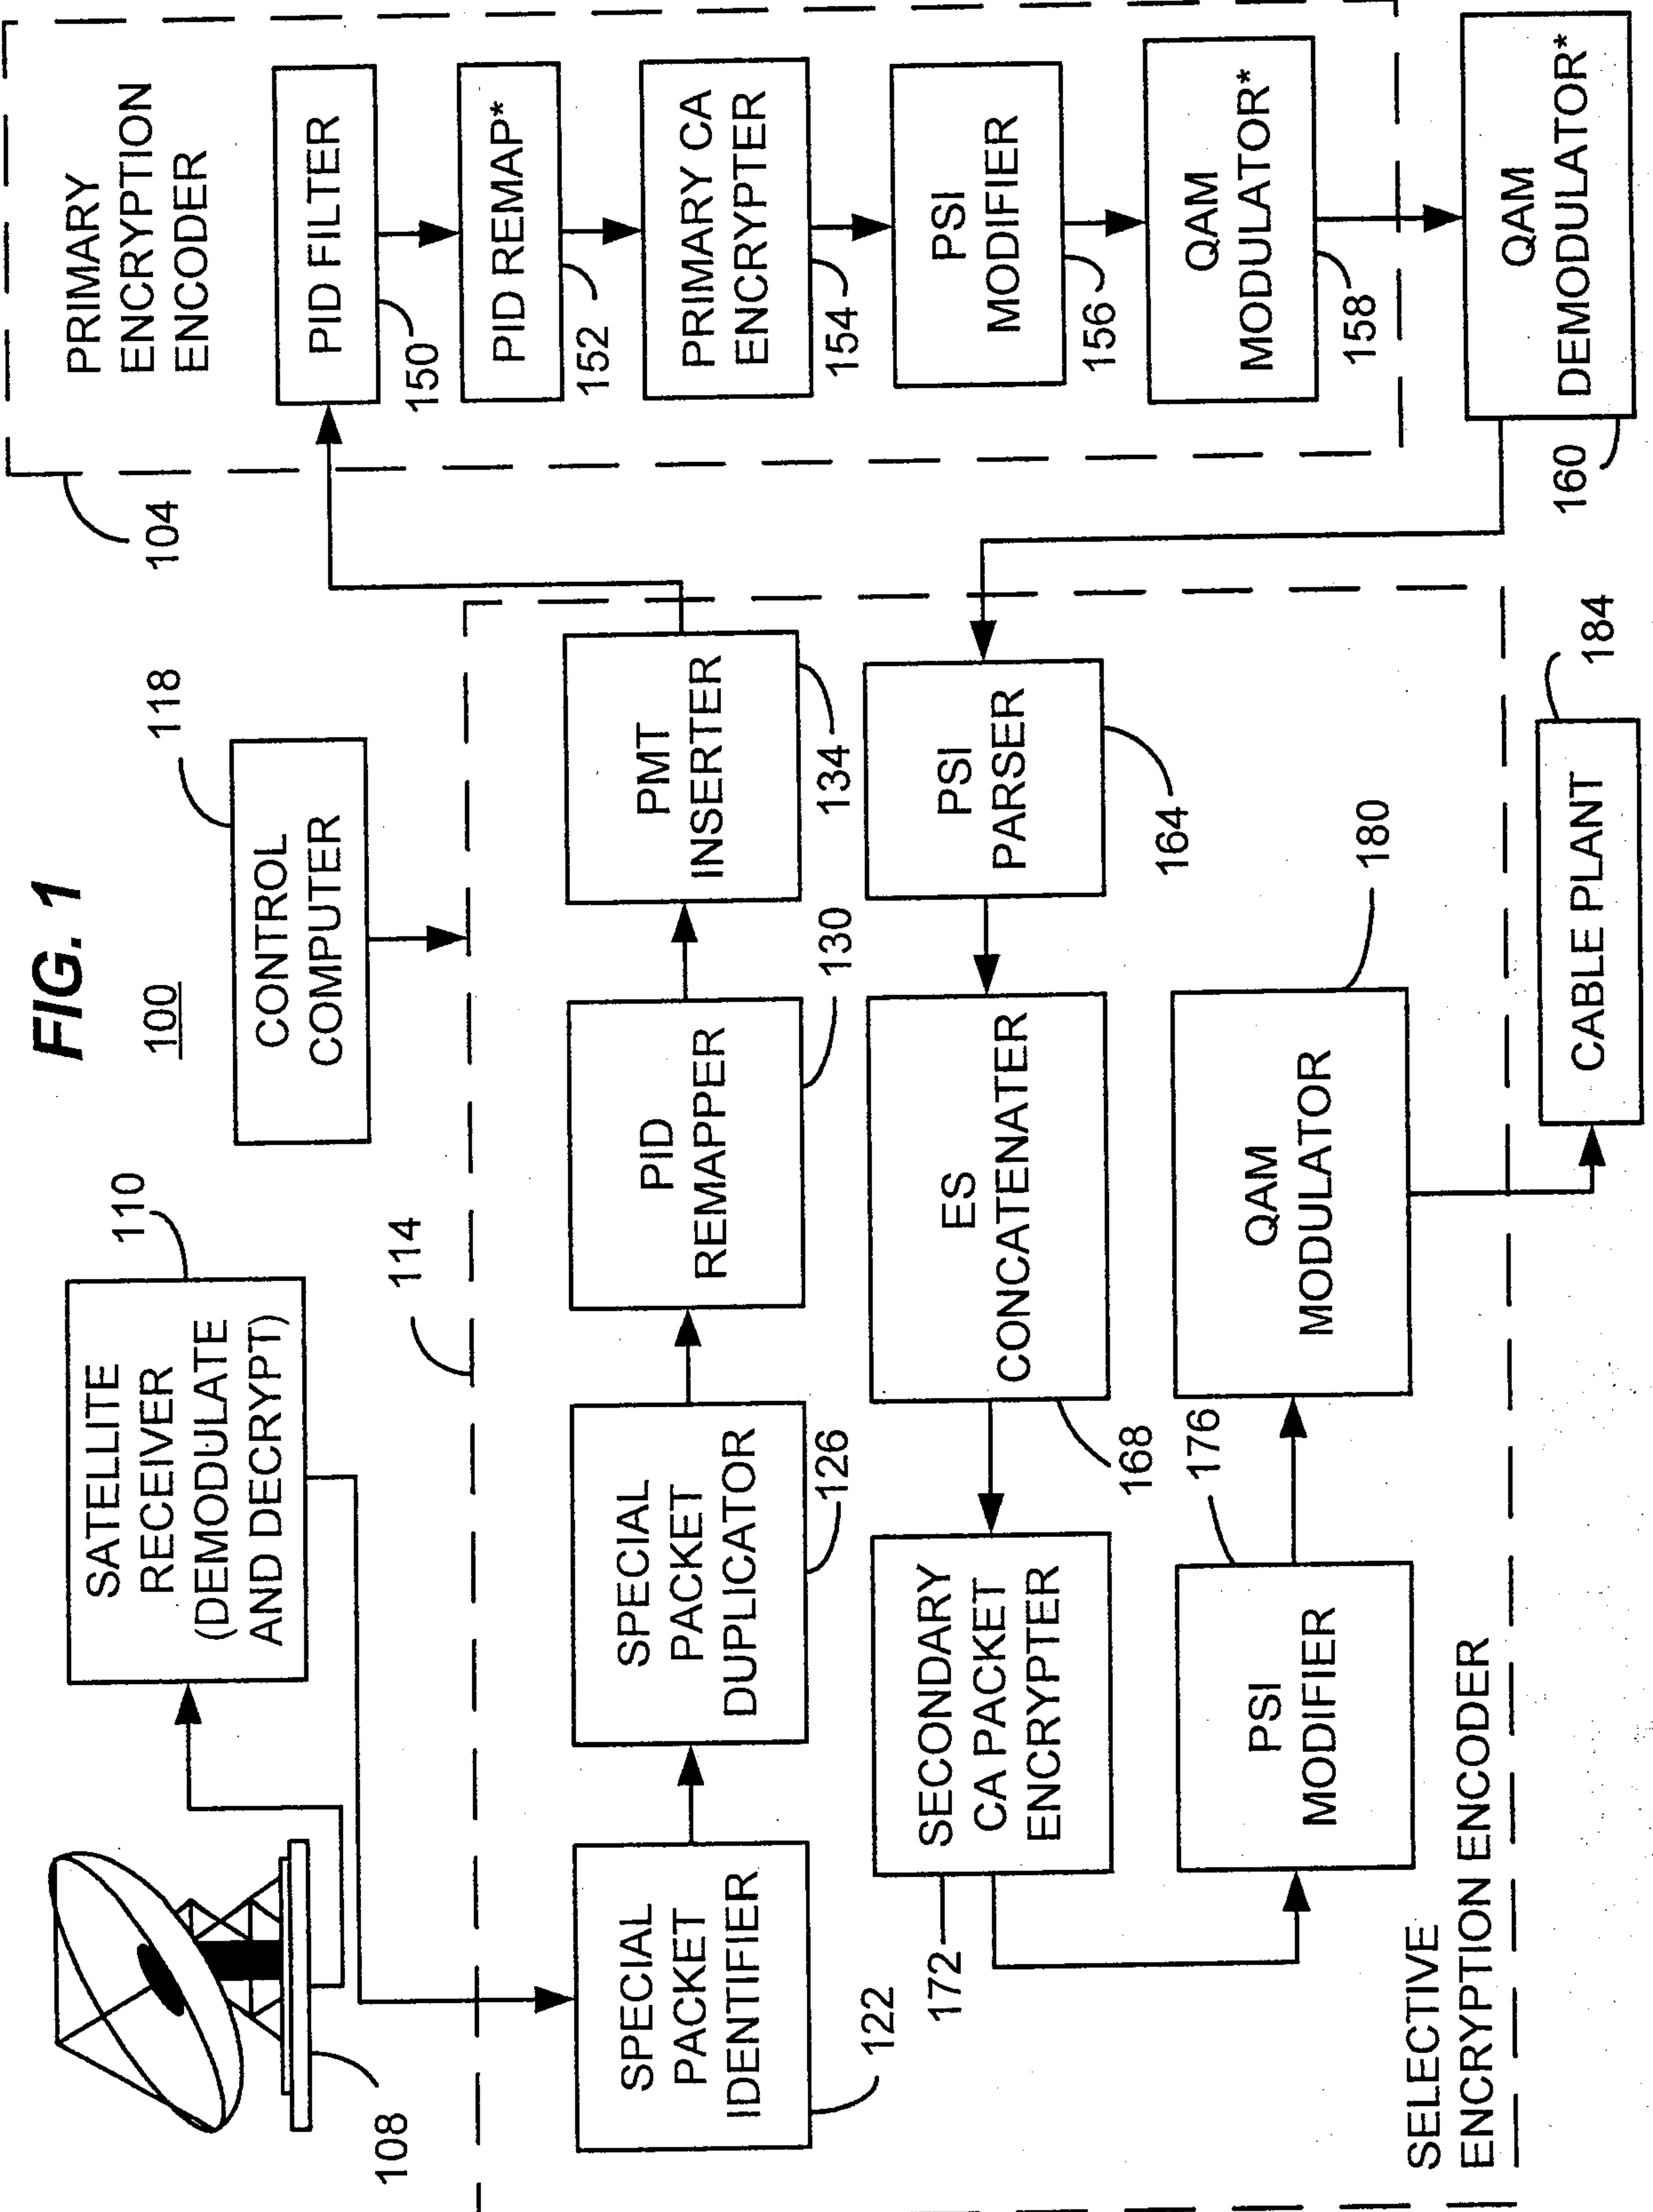 FIG. 1
100
108
SATELLITE
RECEIVER
(DEMODULATE
AND DECRYPT)
110
CONTROL
COMPUTER
118
104
PRIMARY
ENCRYPTION
ENCODER
114
SPECIAL
PACKET
IDENTIFIER
122
SPECIAL
PACKET
DUPLICATOR
126
PID
REMAPPER
130
PMT
INSERTER
134
PID FILTER
150
PID REMAP*
152
PRIMARY CA
ENCRYPTER
154
PSI
MODIFIER
156
QAM
MODULATOR*
158
QAM
DEMODULATOR*
160
PSI
PARSER
164
ES
CONCATENATER
168
SECONDARY
CA PACKET
ENCRYPTER
172
PSI
MODIFIER
176
QAM
MODULATOR
180
CABLE PLANT
184
SELECTIVE
ENCRYPTION ENCODER